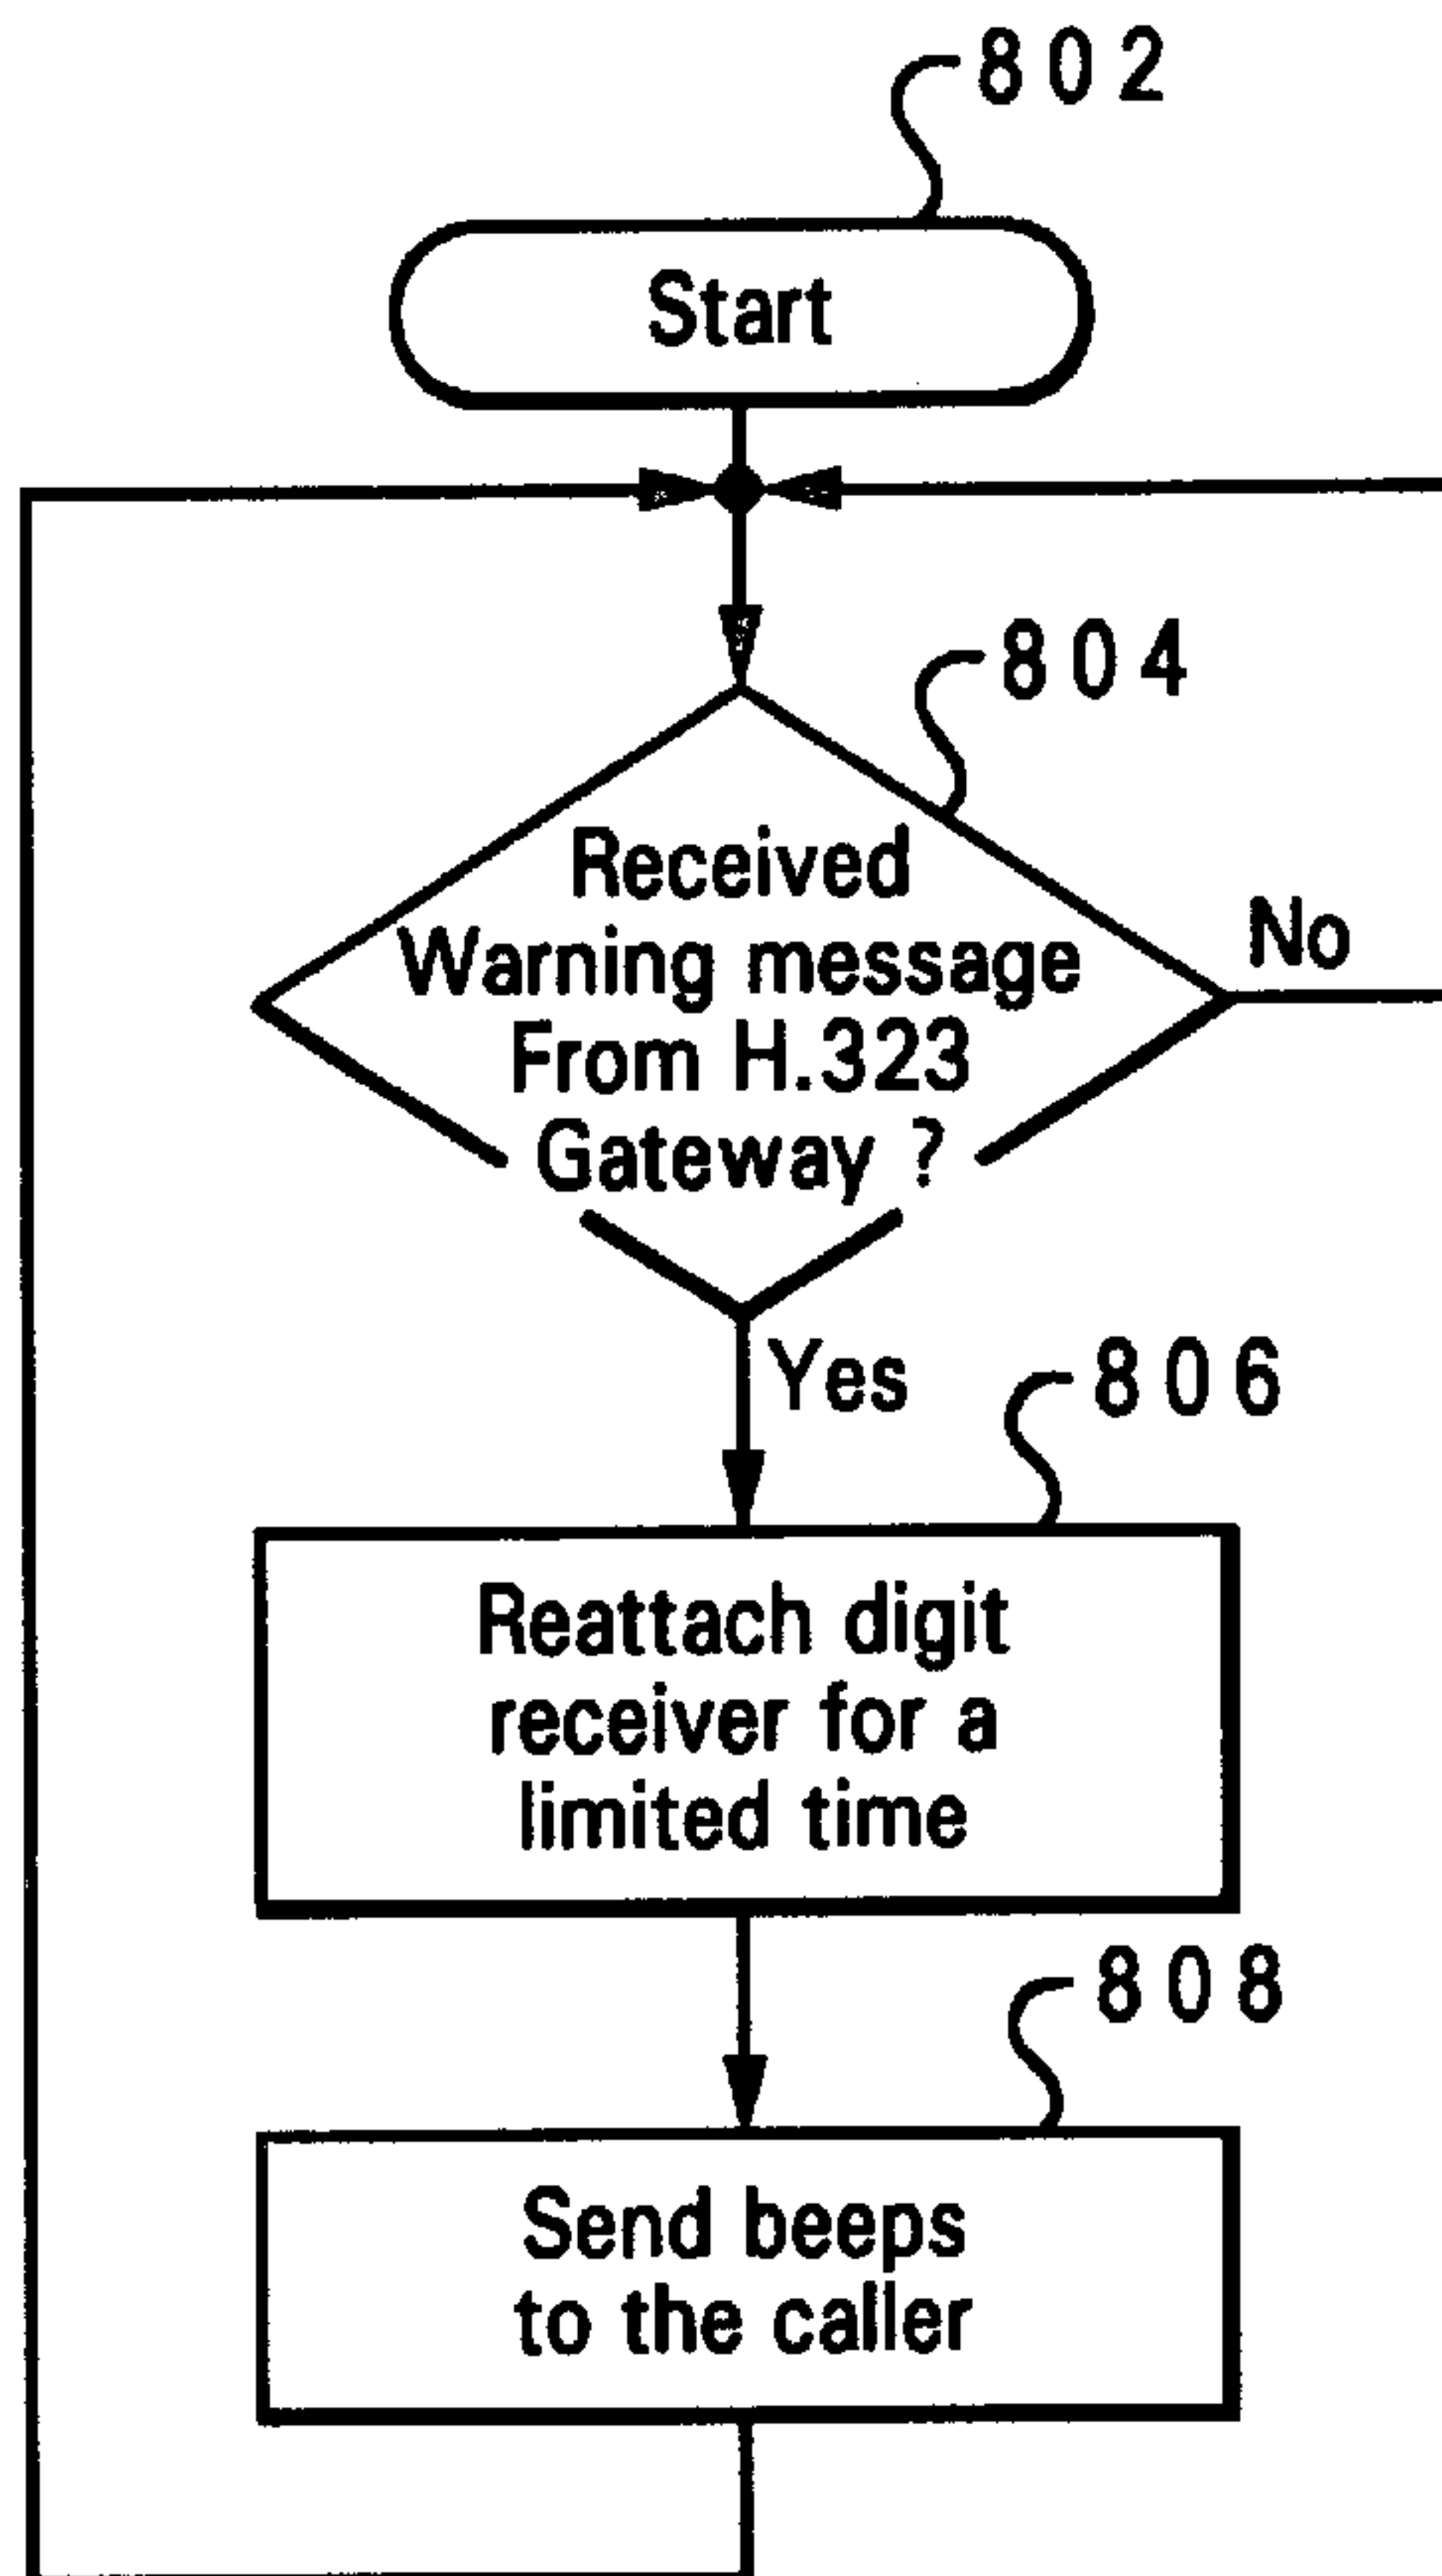 802
Start
804
Received
Warning message
From H.323
Gateway ?
No
Yes
806
Reattach digit
receiver for a
limited time
808
Send beeps
to the caller